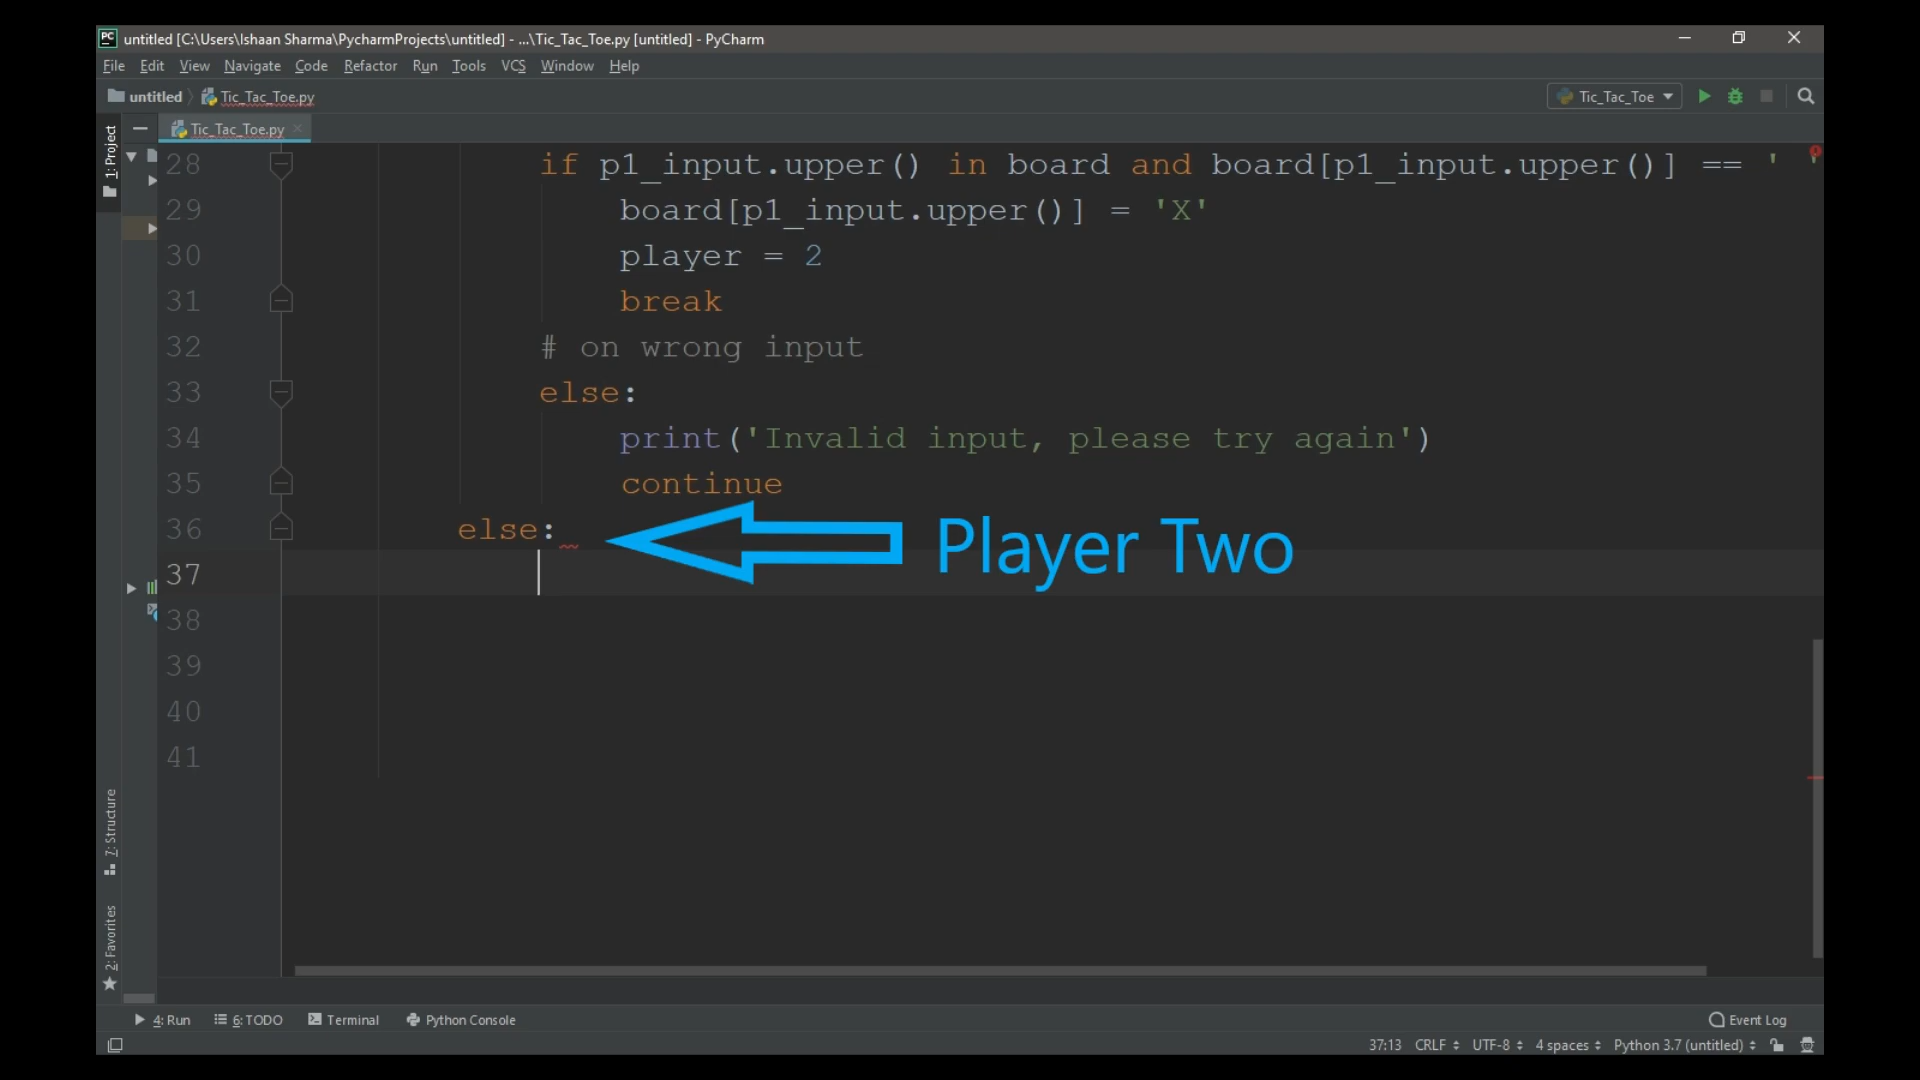 untitled [C:\Users\Ishaan Sharma\PycharmProjects\untitled] - ...\Tic_Tac_Toe.py [untitled] - PyCharm
File Edit View Navigate Code Refactor Run Tools VCS Window Help
untitled Tic_Tac_Toe.py Tic_Tac_Toe
1: Project
Tic_Tac_Toe.py
28 if p1_input.upper() in board and board[p1_input.upper()] == ' '
29 board[p1_input.upper()] = 'X'
30 player = 2
31 break
32 # on wrong input
33 else:
34 print('Invalid input, please try again')
35 continue
36 else: Player Two
37
38
39
40
41
7: Structure
2: Favorites
4: Run 6: TODO Terminal Python Console Event Log
37:13 CRLF UTF-8 4 spaces Python 3.7 (untitled)